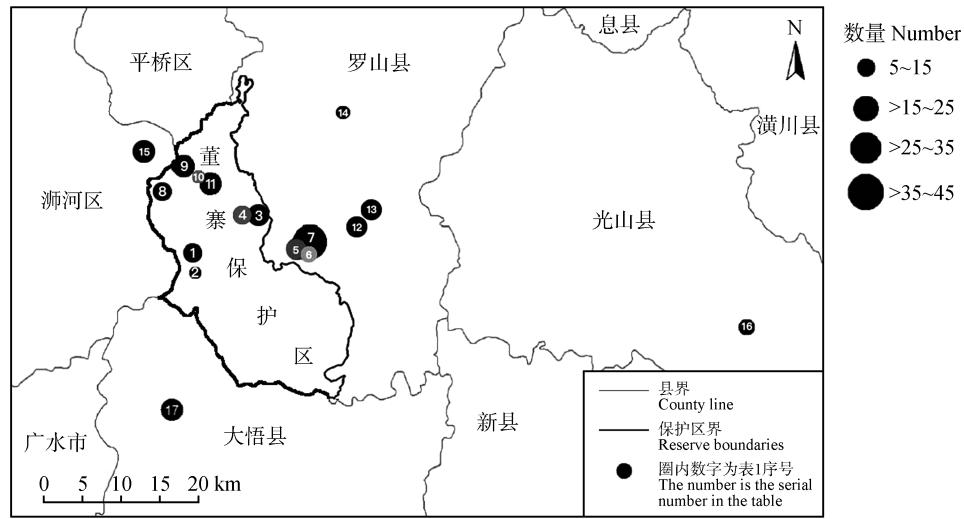 息县
N
平桥区
罗山县
潢川县
浉河区
光山县
董
寨
保
护
区
广水市
大悟县
新县
1
2
3
4
5
6
7
8
9
10
11
12
13
14
15
16
17
0 5 10 20 km
数量 Number
5~15
>15~25
>25~35
>35~45
县界
County line
保护区界
Reserve boundaries
圈内数字为表1序号
The number is the serial
number in the table